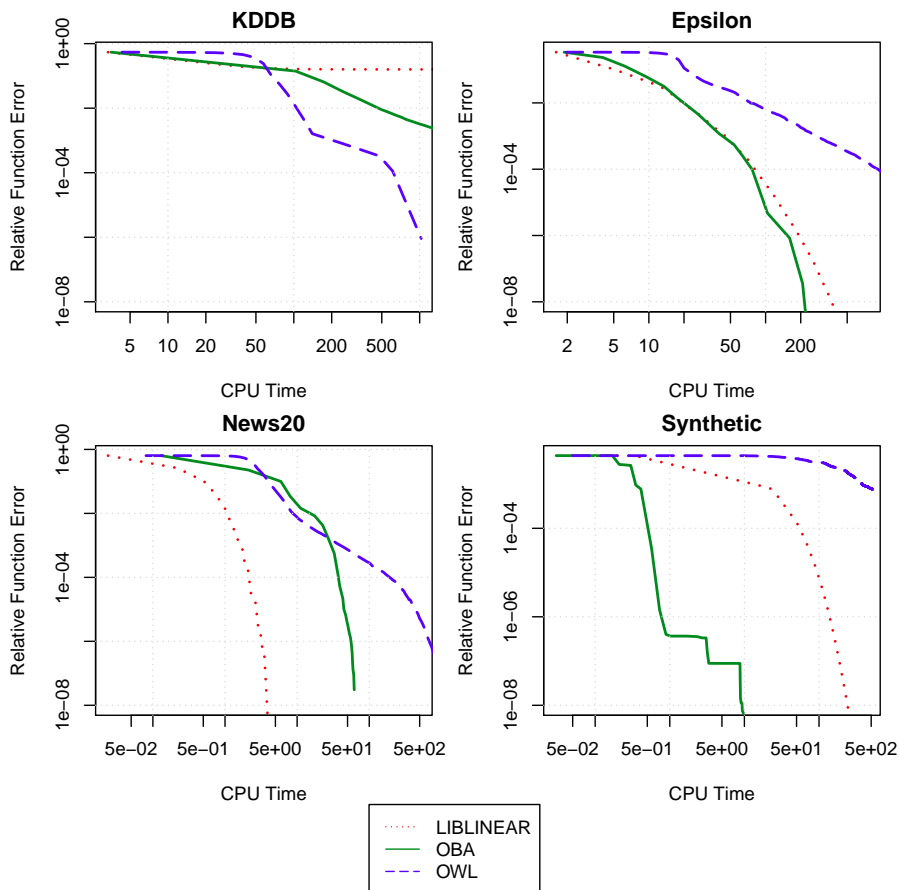 KDDB
Relative Function Error
1e−08
1e−04
1e+00
5
10
20
50
200
500
CPU Time
Epsilon
Relative Function Error
1e−08
1e−04
2
5
10
50
200
CPU Time
News20
Relative Function Error
1e−08
1e−04
1e+00
5e−02
5e−01
5e+00
5e+01
5e+02
CPU Time
Synthetic
Relative Function Error
1e−08
1e−06
1e−04
5e−02
5e−01
5e+00
5e+01
5e+02
CPU Time
LIBLINEAR
OBA
OWL